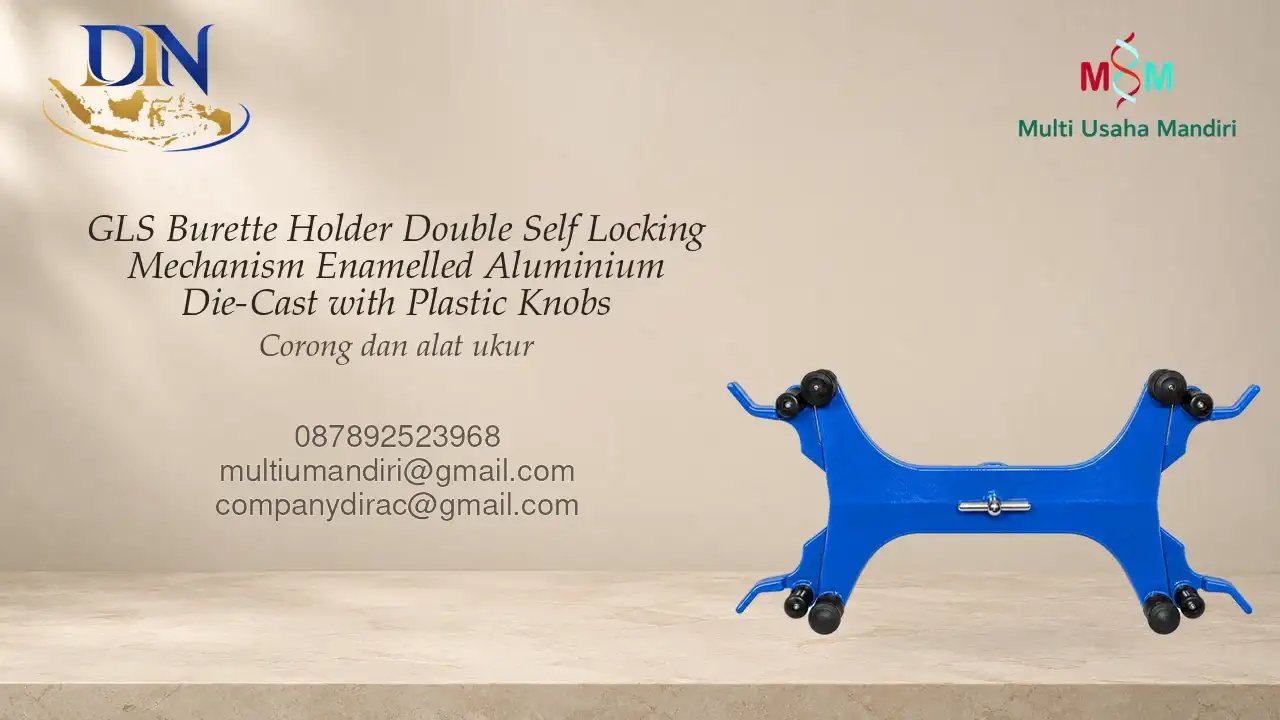 DIN
MSM
Multi Usaha Mandiri
GLS Burette Holder Double Self Locking
Mechanism Enamelled Aluminium
Die-Cast with Plastic Knobs
Corong dan alat ukur
087892523968
multiumandiri@gmail.com
companydirac@gmail.com